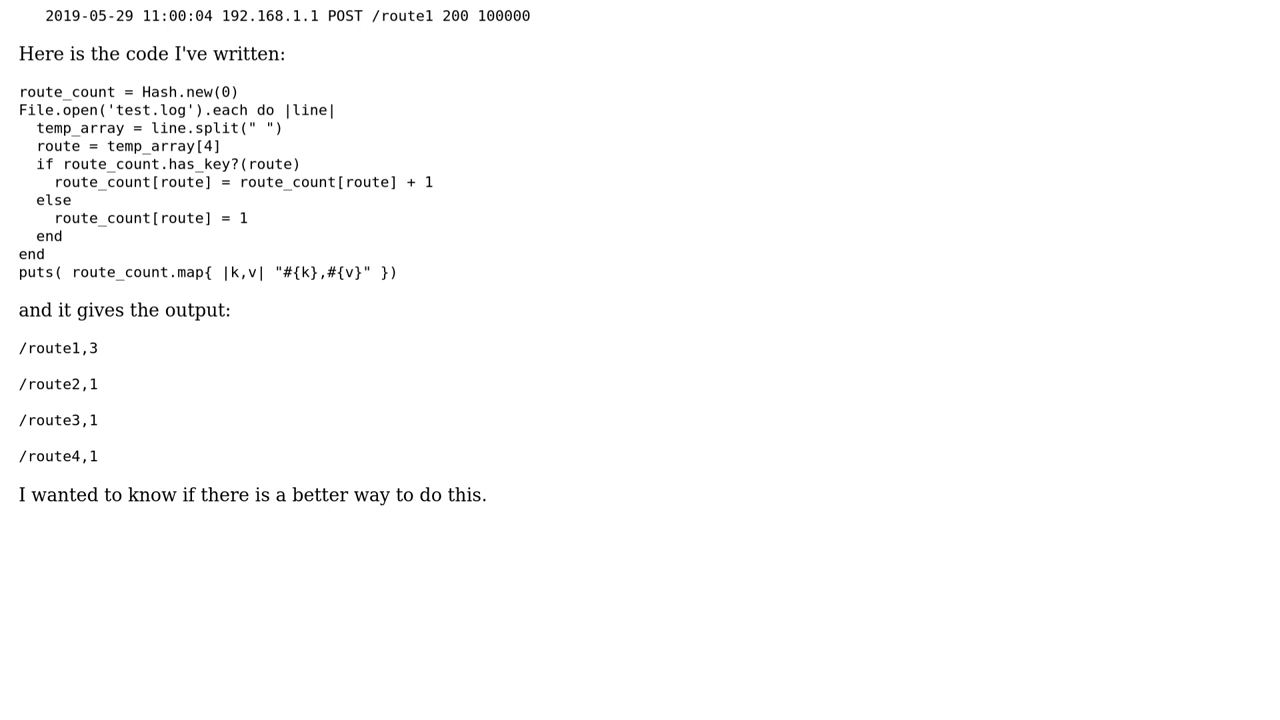 2019-05-29 11:00:04 192.168.1.1 POST /route1 200 100000
Here is the code I've written:
route_count = Hash.new(0)
File.open('test.log').each do |line|
  temp_array = line.split(" ")
  route = temp_array[4]
  if route_count.has_key?(route)
    route_count[route] = route_count[route] + 1
  else
    route_count[route] = 1
  end
end
puts( route_count.map{ |k,v| "#{k},#{v}" })
and it gives the output:
/route1,3
/route2,1
/route3,1
/route4,1
I wanted to know if there is a better way to do this.